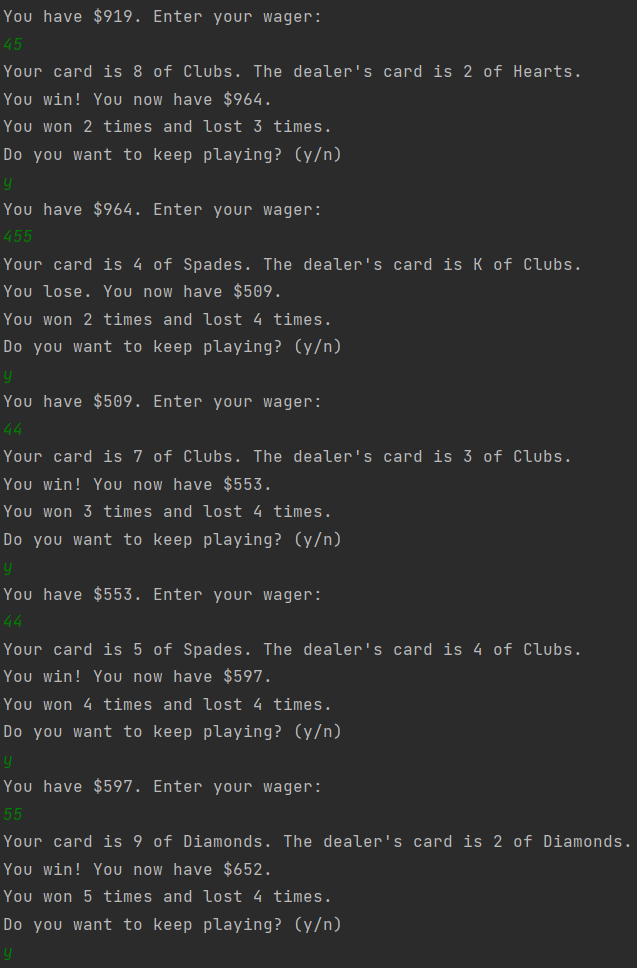 You have $919. Enter your wager:
45
Your card is 8 of Clubs. The dealer's card is 2 of Hearts.
You win! You now have $964.
You won 2 times and lost 3 times.
Do you want to keep playing? (y/n)
y
You have $964. Enter your wager:
455
Your card is 4 of Spades. The dealer's card is K of Clubs.
You lose. You now have $509.
You won 2 times and lost 4 times.
Do you want to keep playing? (y/n)
y
You have $509. Enter your wager:
44
Your card is 7 of Clubs. The dealer's card is 3 of Clubs.
You win! You now have $553.
You won 3 times and lost 4 times.
Do you want to keep playing? (y/n)
y
You have $553. Enter your wager:
44
Your card is 5 of Spades. The dealer's card is 4 of Clubs.
You win! You now have $597.
You won 4 times and lost 4 times.
Do you want to keep playing? (y/n)
y
You have $597. Enter your wager:
55
Your card is 9 of Diamonds. The dealer's card is 2 of Diamonds.
You win! You now have $652.
You won 5 times and lost 4 times.
Do you want to keep playing? (y/n)
y